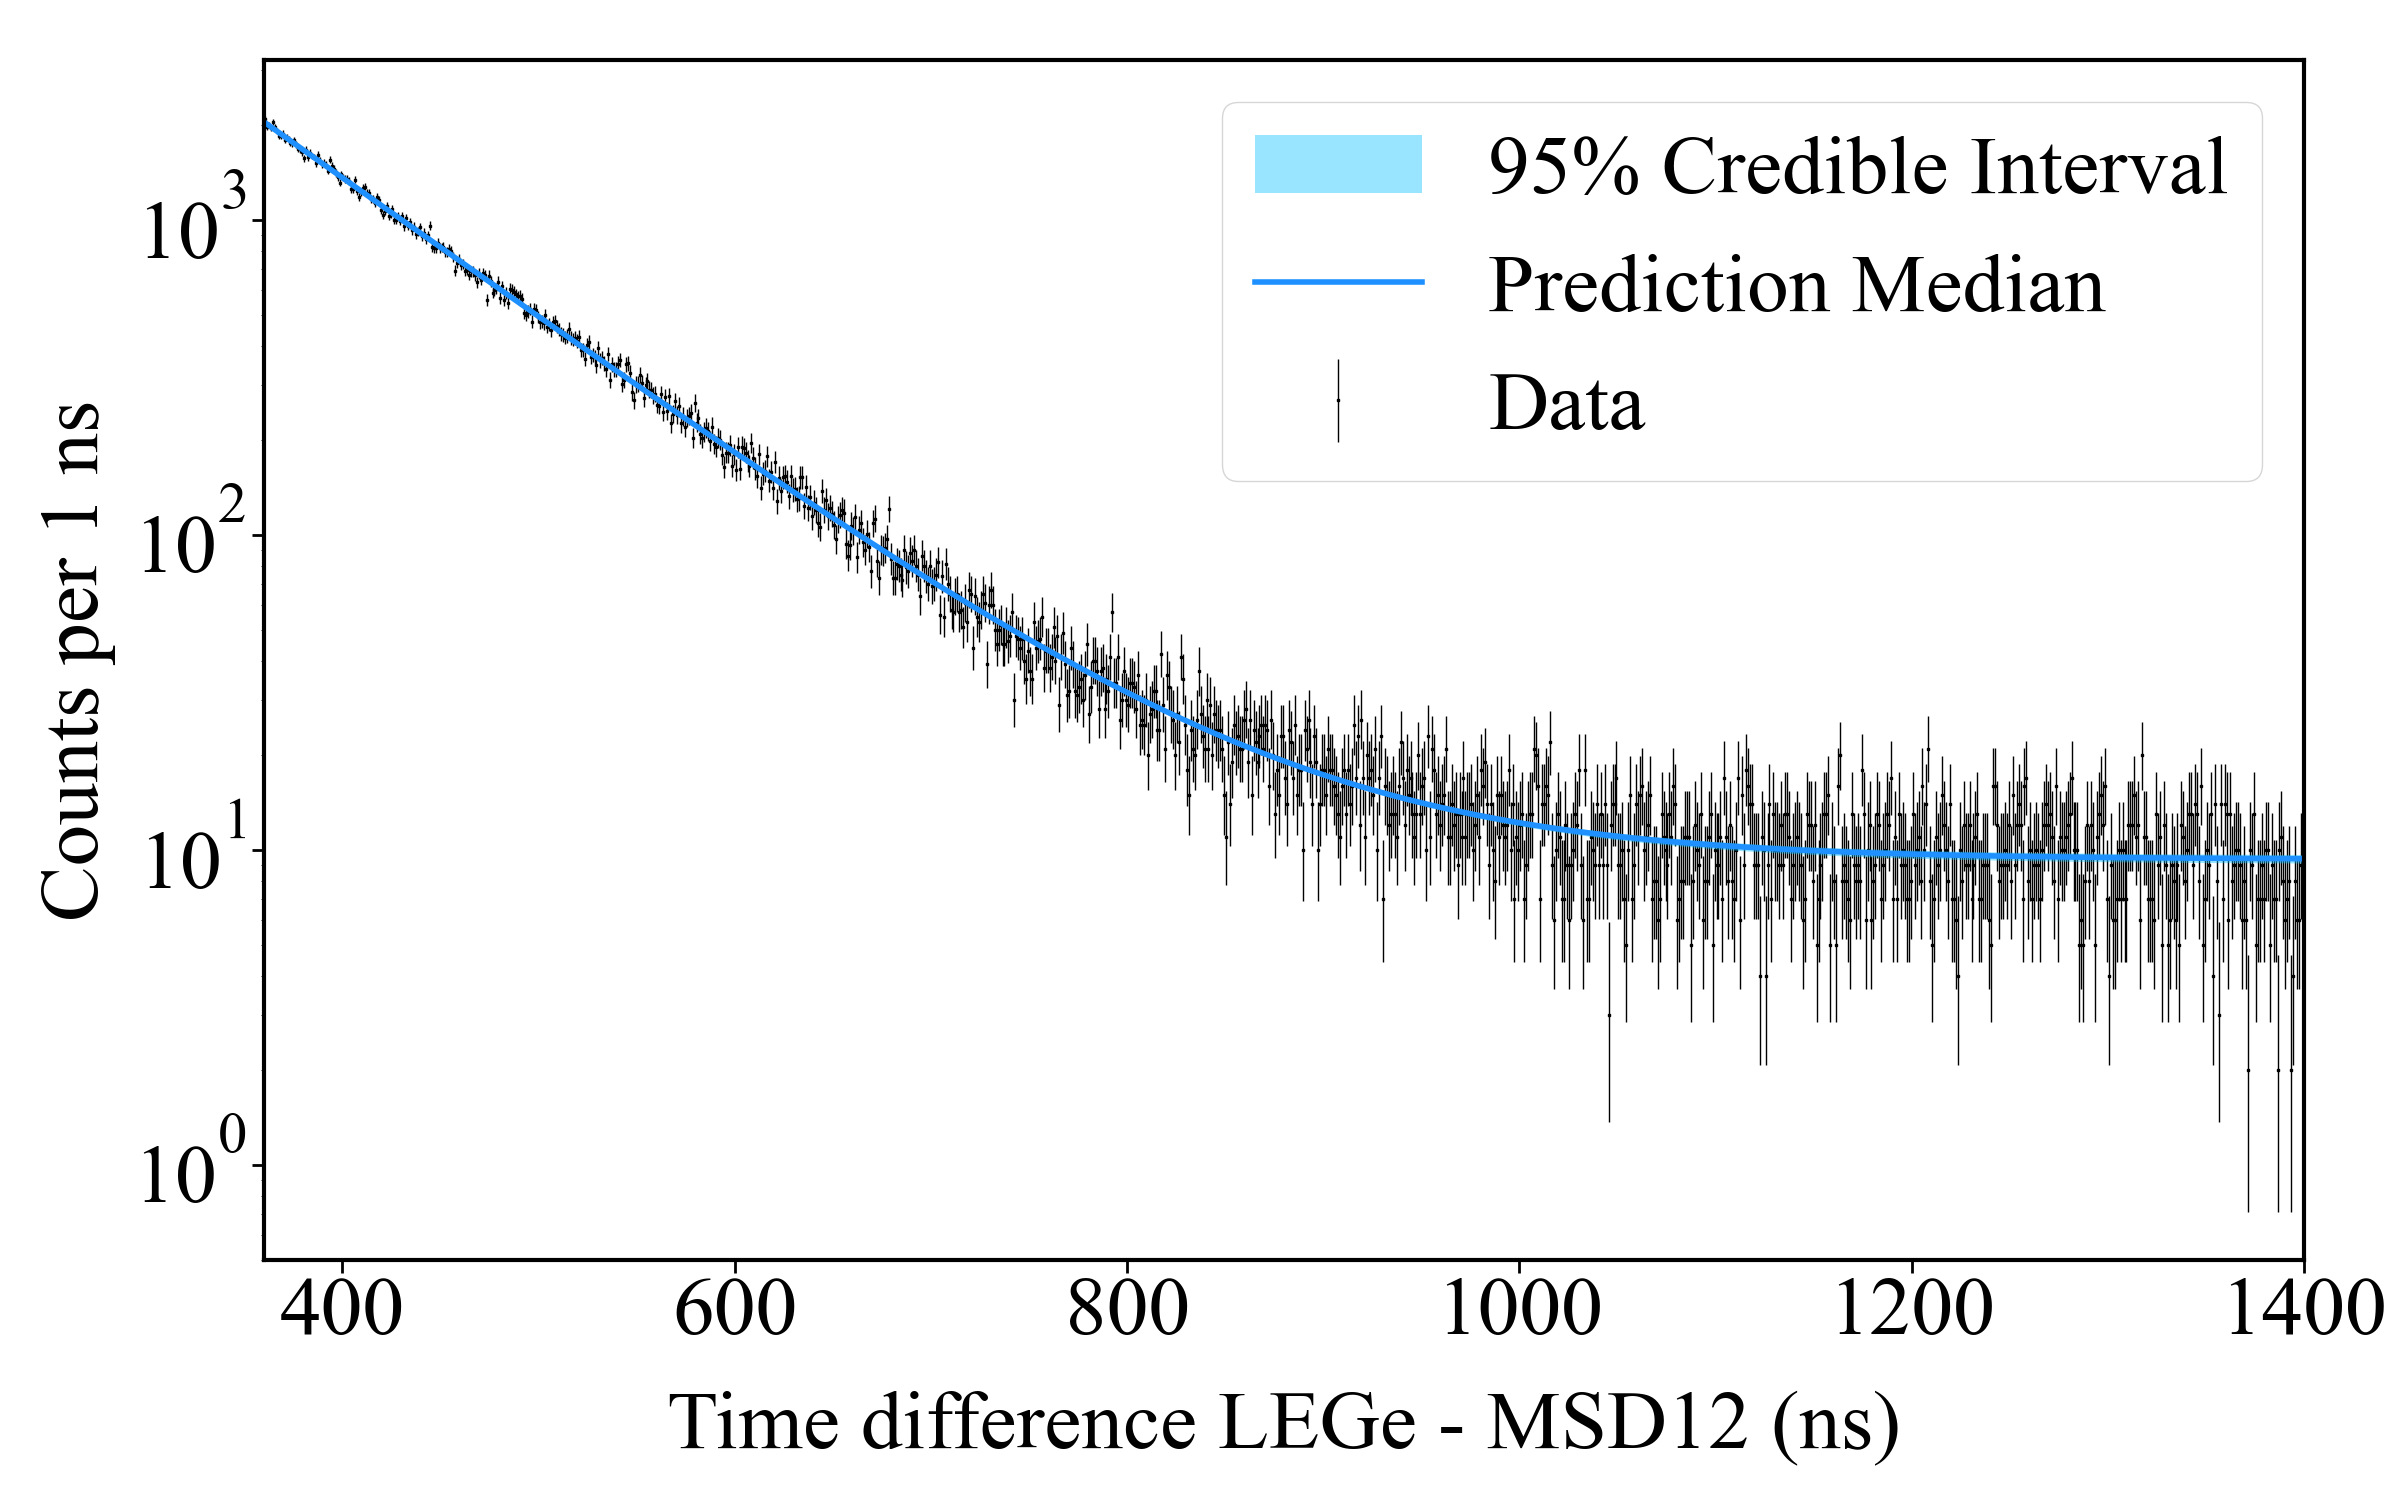 95% Credible Interval
Prediction Median
Data
Counts per 1 ns
10^3
10^2
10^1
10^0
400 600 800 1000 1200 1400
Time difference LEGe - MSD12 (ns)